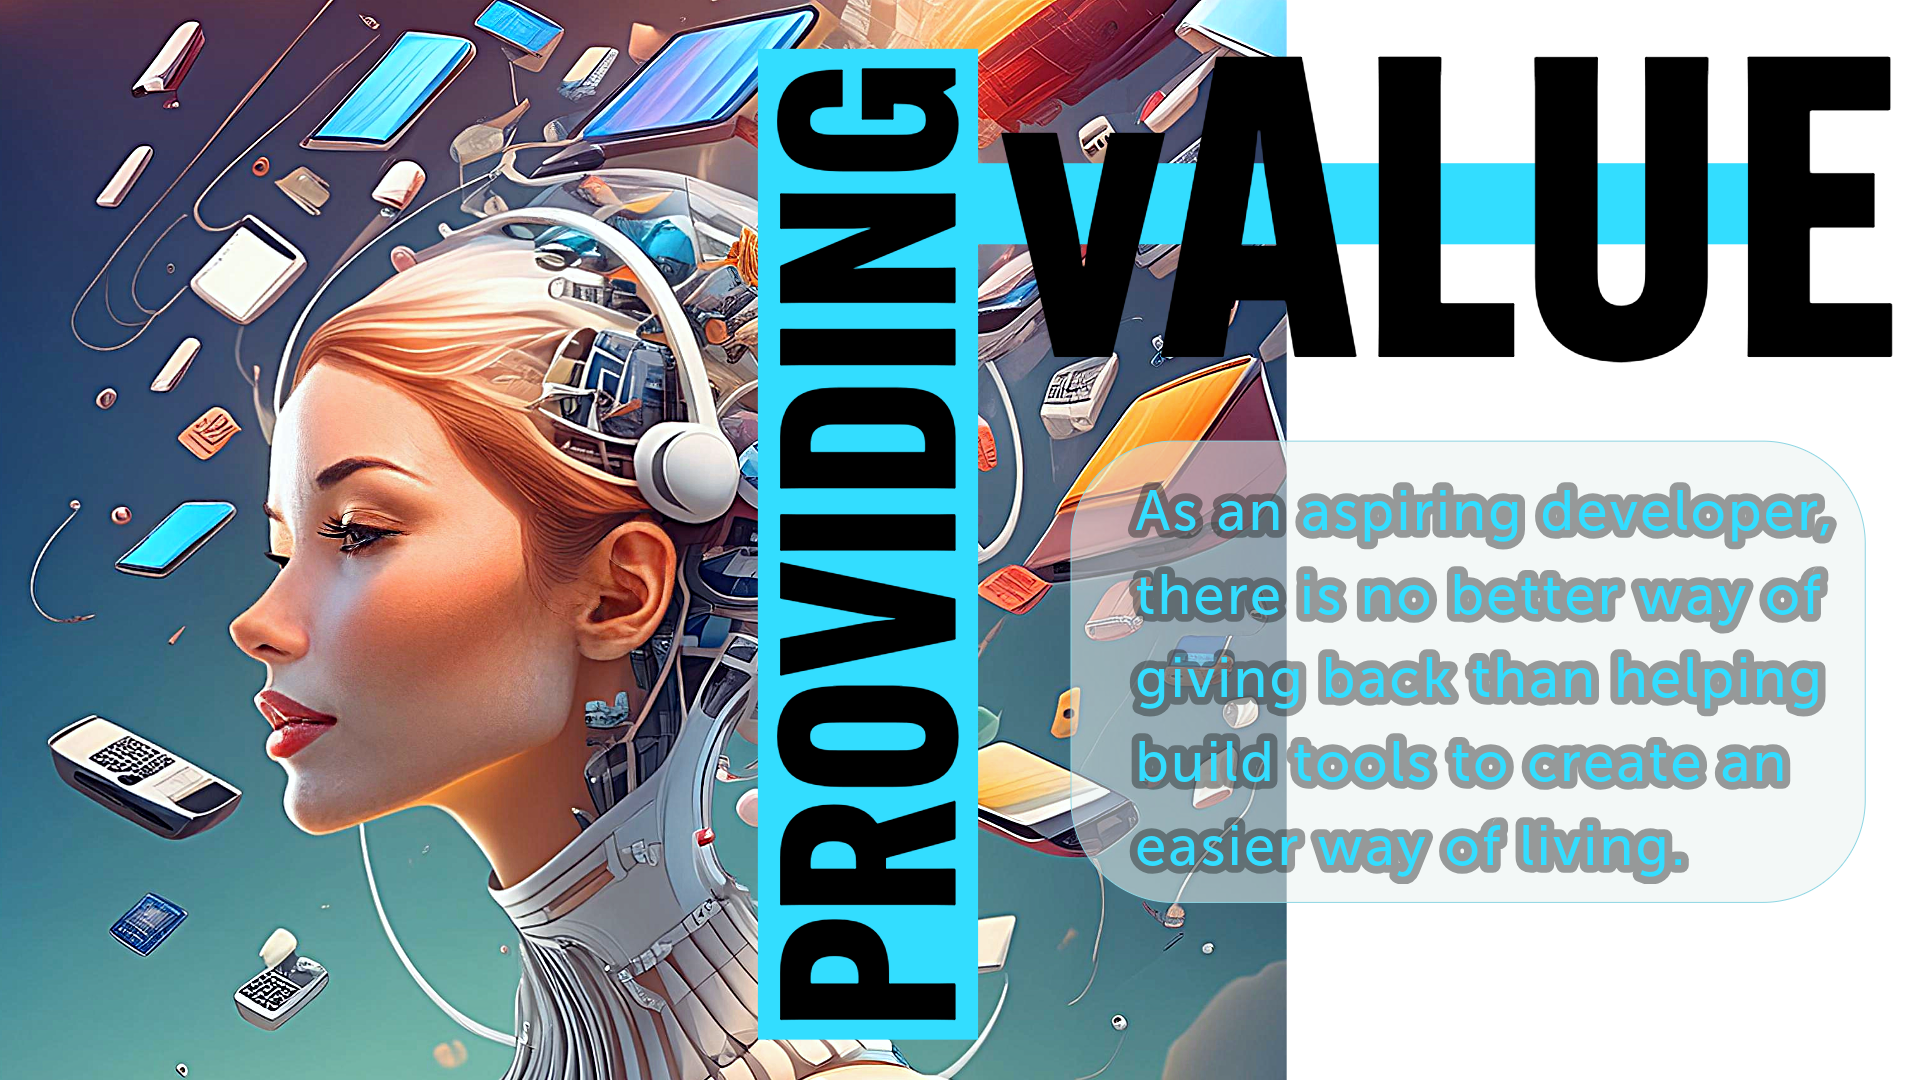 PROVIDING
vALUE
As an aspiring developer,
there is no better way of
giving back than helping
build tools to create an
easier way of living.